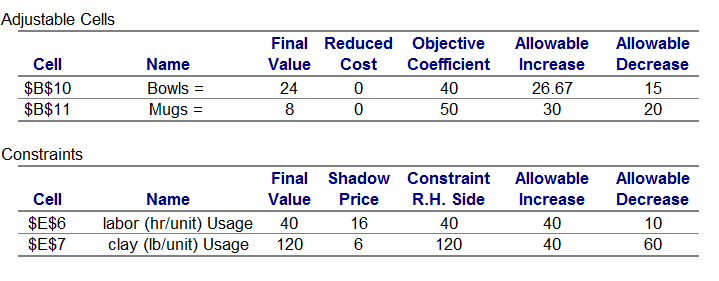 Adjustable Cells
Final Reduced Objective Allowable Allowable
Cell Name Value Cost Coefficient Increase Decrease
$B$10 Bowls = 24 0 40 26.67 15
$B$11 Mugs = 8 0 50 30 20
Constraints
Final Shadow Constraint Allowable Allowable
Cell Name Value Price R.H. Side Increase Decrease
$E$6 labor (hr/unit) Usage 40 16 40 40 10
$E$7 clay (lb/unit) Usage 120 6 120 40 60